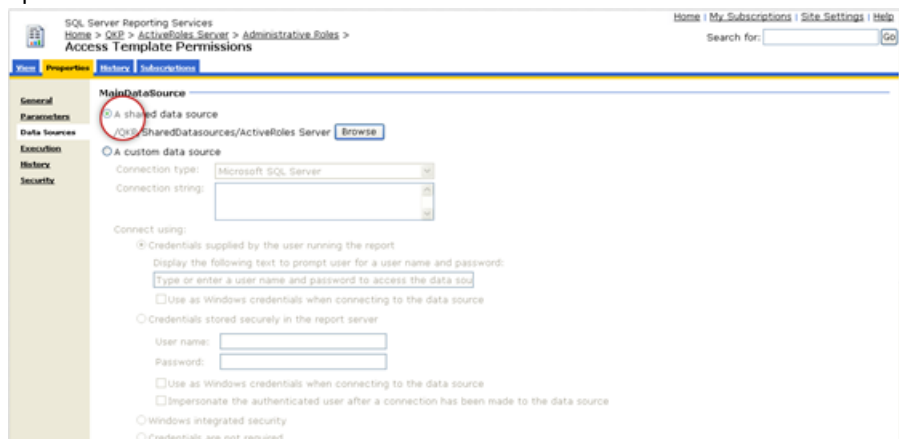 SQL Server Reporting Services
Home > QKP > ActiveRoles Server > Administrative Roles >
Access Template Permissions
Home | My Subscriptions | Site Settings | Help
Search for: Go
View Properties History Subscriptions
General
Parameters
Data Sources
Execution
History
Security
MainDataSource
A shared data source
/QKP/SharedDatasources/ActiveRoles Server Browse
A custom data source
Connection type: Microsoft SQL Server
Connection string:
Connect using:
Credentials supplied by the user running the report
Display the following text to prompt user for a user name and password:
Type or enter a user name and password to access the data sou
Use as Windows credentials when connecting to the data source
Credentials stored securely in the report server
User name:
Password:
Use as Windows credentials when connecting to the data source
Impersonate the authenticated user after a connection has been made to the data source
Windows integrated security
Credentials are not required